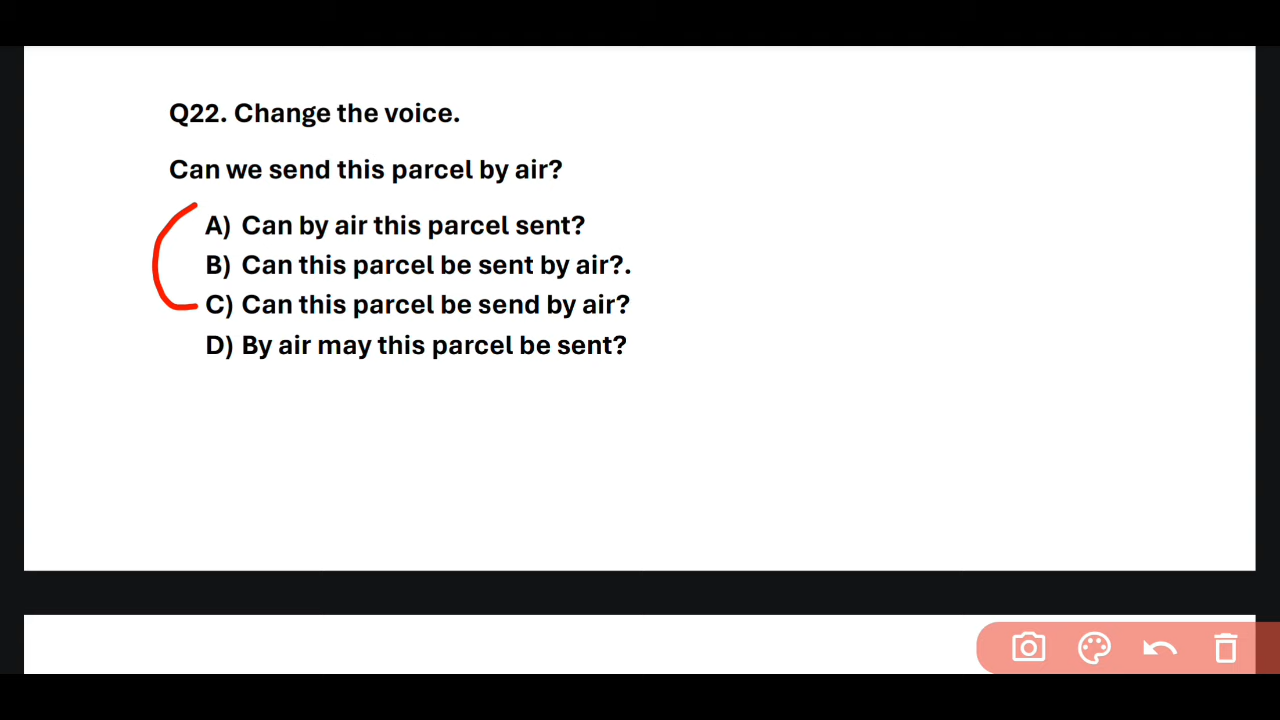 Q22. Change the voice.
Can we send this parcel by air?
A) Can by air this parcel sent?
B) Can this parcel be sent by air?.
C) Can this parcel be send by air?
D) By air may this parcel be sent?